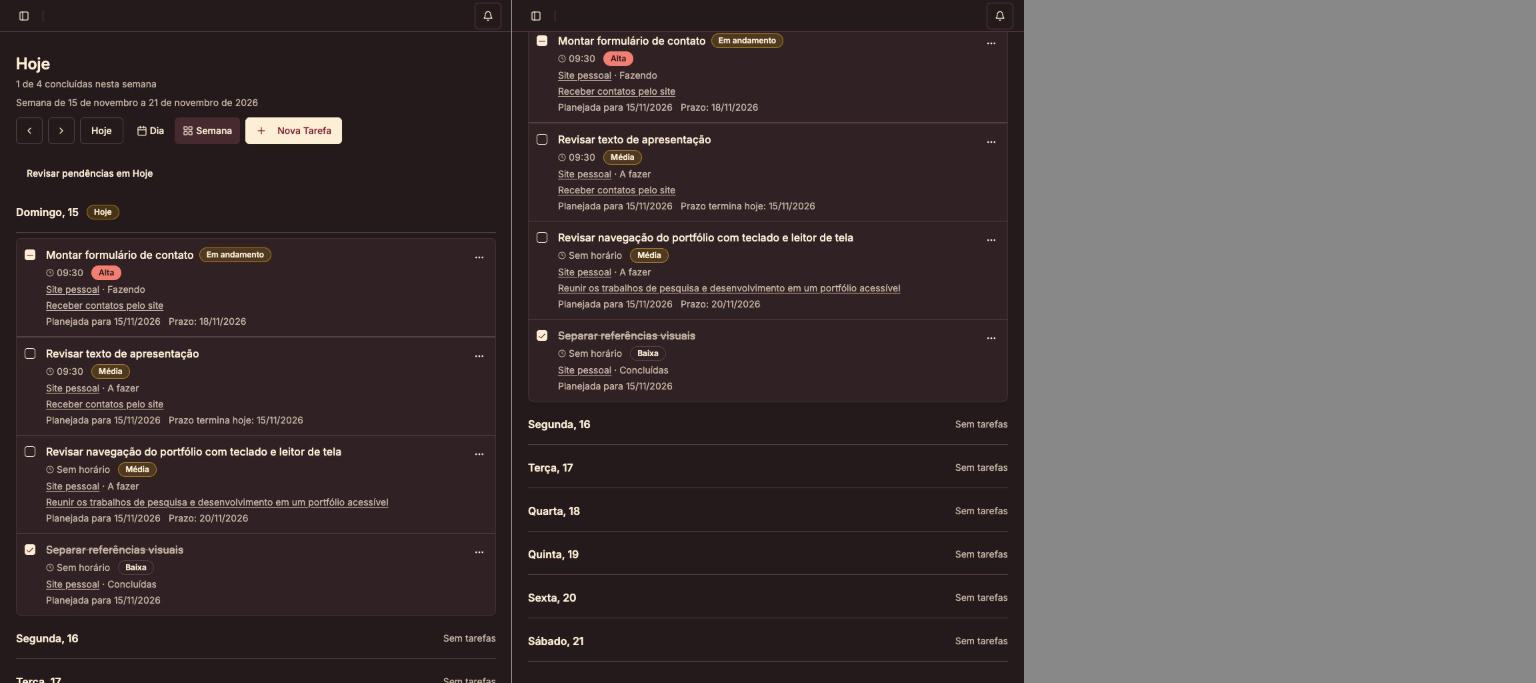 Hoje
1 de 4 concluídas nesta semana
Semana de 15 de novembro a 21 de novembro de 2026
Hoje Dia Semana Nova Tarefa
Revisar pendências em Hoje
Domingo, 15 Hoje
Montar formulário de contato Em andamento
09:30 Alta
Site pessoal · Fazendo
Receber contatos pelo site
Planejada para 15/11/2026 Prazo: 18/11/2026
Revisar texto de apresentação
09:30 Média
Site pessoal · A fazer
Receber contatos pelo site
Planejada para 15/11/2026 Prazo termina hoje: 15/11/2026
Revisar navegação do portfólio com teclado e leitor de tela
Sem horário Média
Site pessoal · A fazer
Reunir os trabalhos de pesquisa e desenvolvimento em um portfólio acessível
Planejada para 15/11/2026 Prazo: 20/11/2026
Separar referências visuais
Sem horário Baixa
Site pessoal · Concluídas
Planejada para 15/11/2026
Segunda, 16 Sem tarefas
Terça, 17 Sem tarefas
Montar formulário de contato Em andamento
09:30 Alta
Site pessoal · Fazendo
Receber contatos pelo site
Planejada para 15/11/2026 Prazo: 18/11/2026
Revisar texto de apresentação
09:30 Média
Site pessoal · A fazer
Receber contatos pelo site
Planejada para 15/11/2026 Prazo termina hoje: 15/11/2026
Revisar navegação do portfólio com teclado e leitor de tela
Sem horário Média
Site pessoal · A fazer
Reunir os trabalhos de pesquisa e desenvolvimento em um portfólio acessível
Planejada para 15/11/2026 Prazo: 20/11/2026
Separar referências visuais
Sem horário Baixa
Site pessoal · Concluídas
Planejada para 15/11/2026
Segunda, 16 Sem tarefas
Terça, 17 Sem tarefas
Quarta, 18 Sem tarefas
Quinta, 19 Sem tarefas
Sexta, 20 Sem tarefas
Sábado, 21 Sem tarefas